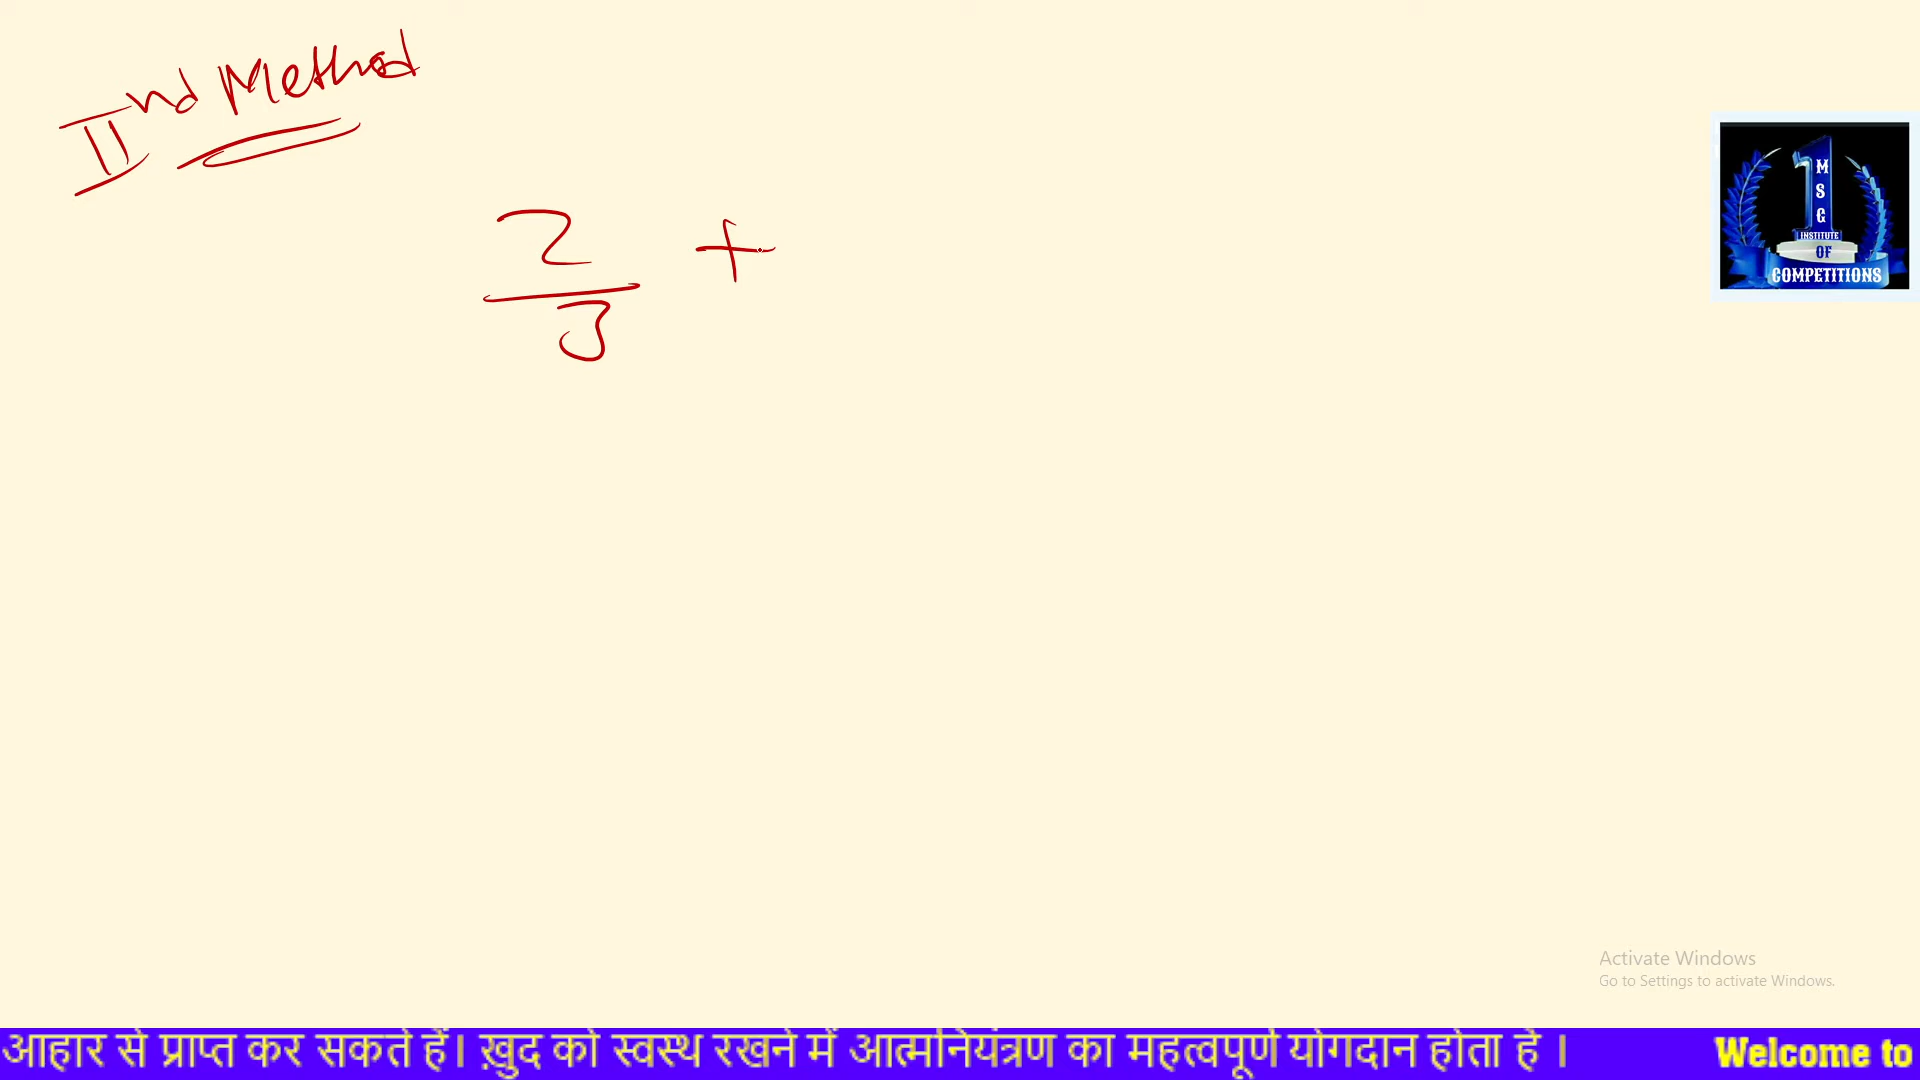 IInd Method
2 +
3
M
S
G
INSTITUTE
OF
COMPETITIONS
Activate Windows
Go to Settings to activate Windows.
आहार से प्राप्त कर सकते हैं। ख़ुद को स्वस्थ रखने में आत्मनियंत्रण का महत्वपूर्ण योगदान होता है । Welcome to